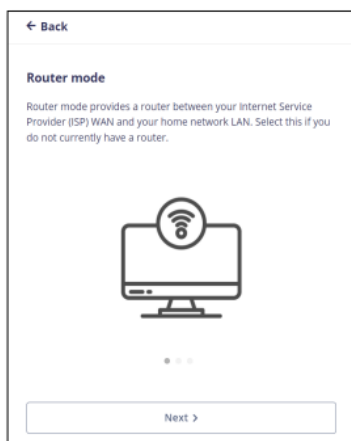 ← Back
Router mode
Router mode provides a router between your Internet Service
Provider (ISP) WAN and your home network LAN. Select this if you
do not currently have a router.
Next >